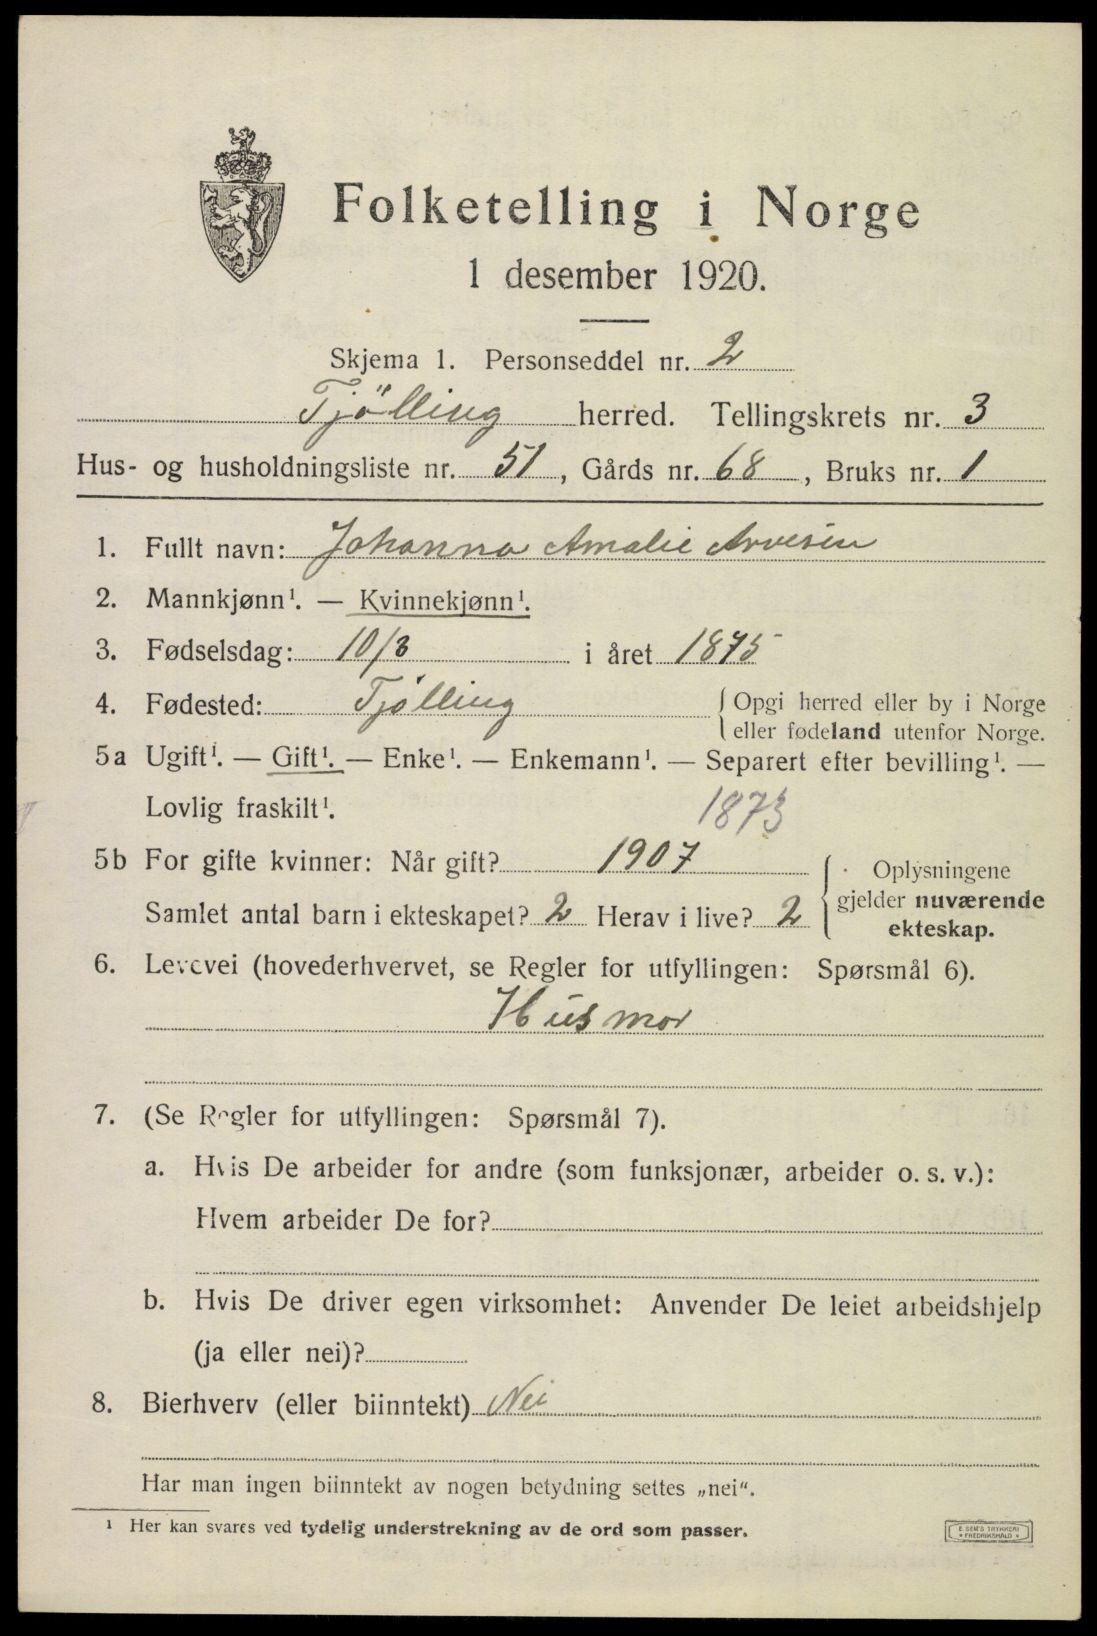 Folketelling i Norge
1 desember 1920.
Skjema 1. Personseddel nr. 2
Tjölling herred. Tellingskrets nr. 3
Hus- og husholdningsliste nr. 51, Gårds nr. 68, Bruks nr. 1
1. Fullt navn: Johanna Amalie Arvesen
2. Mannkjønn¹. — Kvinnekjønn¹.
3. Fødselsdag: 10/3 i året 1875
4. Fødested: Tjølling {Opgi herred eller by i Norge
eller fødeland utenfor Norge.
5a Ugift¹. — Gift¹. — Enke¹. — Enkemann¹. — Separert efter bevilling¹. —
Lovlig fraskilt¹. 1873
5b For gifte kvinner: Når gift? 1907
Samlet antal barn i ekteskapet? 2 Herav i live? 2
{Oplysningene
gjelder nuværende
ekteskap.
6. Levevei (hovederhvervet, se Regler for utfyllingen: Spørsmål 6).
Husmor
7. (Se Regler for utfyllingen: Spørsmål 7).
a. Hvis De arbeider for andre (som funksjonær, arbeider o. s. v.):
Hvem arbeider De for?
b. Hvis De driver egen virksomhet: Anvender De leiet arbeidshjelp
(ja eller nei)?
8. Bierhverv (eller biinntekt) Nei
Har man ingen biinntekt av nogen betydning settes „nei“.
¹ Her kan svares ved tydelig understrekning av de ord som passer.
E. SEM'S TRYKKERI
* FREDRIKSHALD *